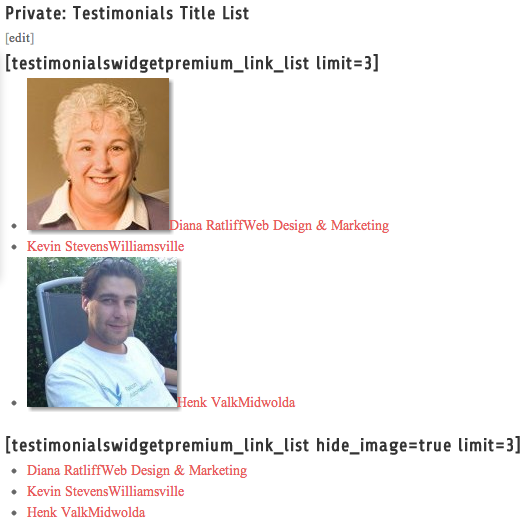 Private: Testimonials Title List
[edit]
[testimonialswidgetpremium_link_list limit=3]
Diana RatliffWeb Design & Marketing
Kevin StevensWilliamsville
Henk ValkMidwolda
[testimonialswidgetpremium_link_list hide_image=true limit=3]
Diana RatliffWeb Design & Marketing
Kevin StevensWilliamsville
Henk ValkMidwolda